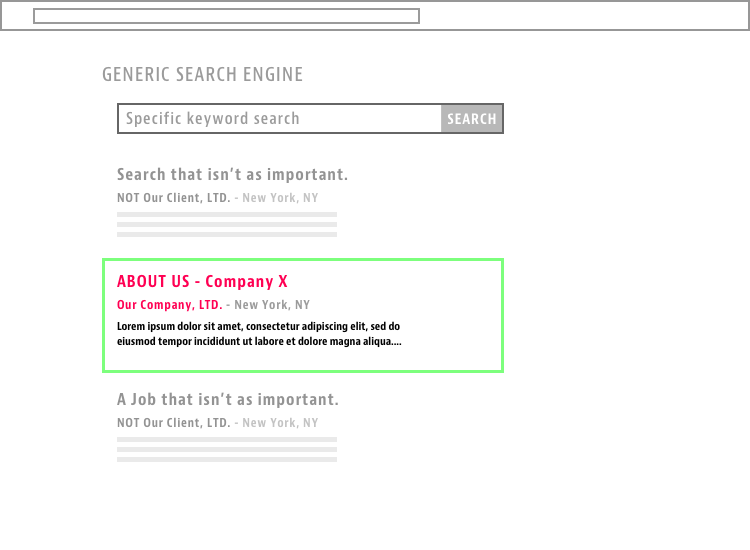 GENERIC SEARCH ENGINE
Specific keyword search SEARCH
Search that isn’t as important.
NOT Our Client, LTD. - New York, NY
ABOUT US - Company X
Our Company, LTD. - New York, NY
Lorem ipsum dolor sit amet, consectetur adipiscing elit, sed do
eiusmod tempor incididunt ut labore et dolore magna aliqua....
A Job that isn’t as important.
NOT Our Client, LTD. - New York, NY